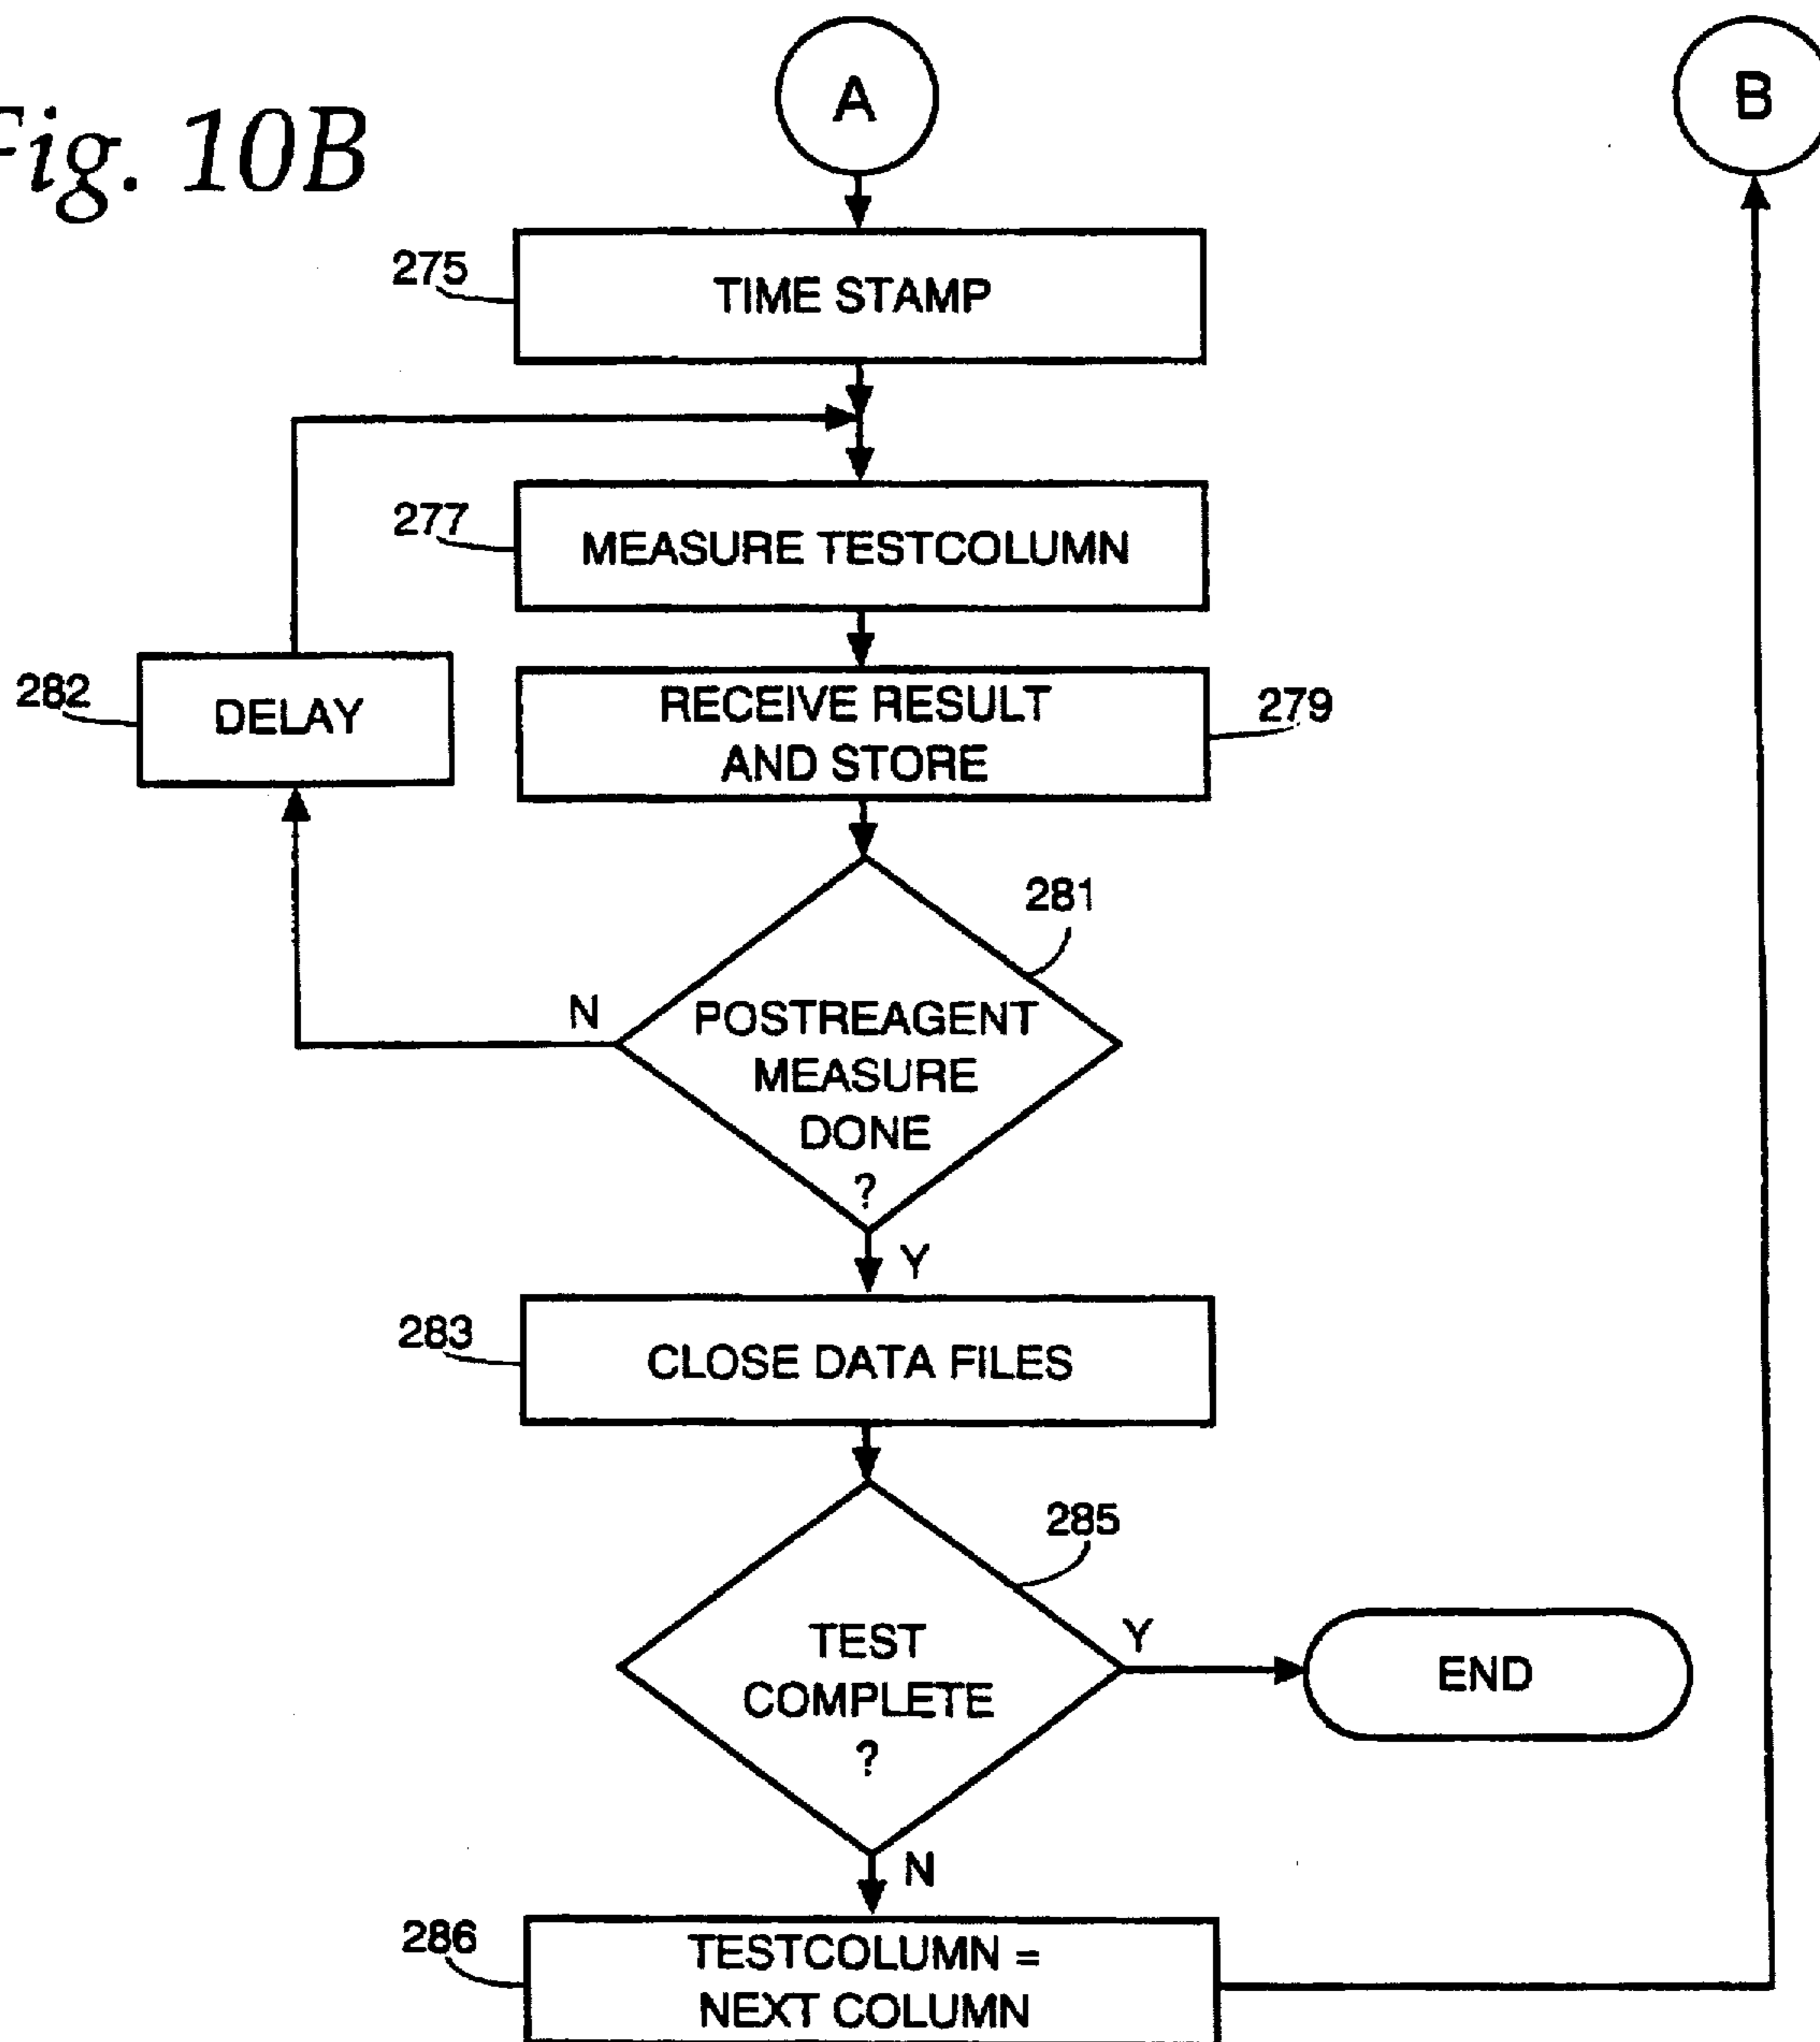 Fig. 10B
A
B
275
TIME STAMP
277
MEASURE TESTCOLUMN
282
DELAY
RECEIVE RESULT
AND STORE
279
281
N
POSTREAGENT
MEASURE
DONE
?
Y
283
CLOSE DATA FILES
285
TEST
COMPLETE
?
Y
END
N
286
TESTCOLUMN =
NEXT COLUMN